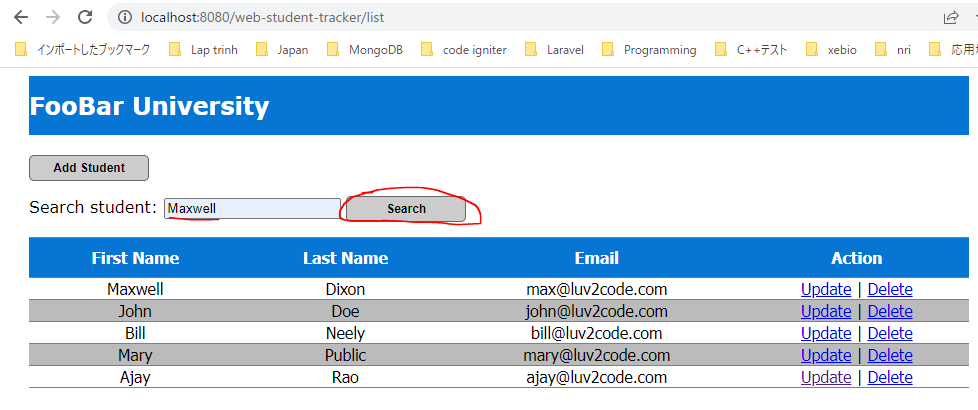 localhost:8080/web-student-tracker/list
インポートしたブックマーク Lap trinh Japan MongoDB code igniter Laravel Programming C++テスト xebio nri 応用
FooBar University
Add Student
Search student: Maxwell Search
First Name Last Name Email Action
Maxwell Dixon max@luv2code.com Update | Delete
John Doe john@luv2code.com Update | Delete
Bill Neely bill@luv2code.com Update | Delete
Mary Public mary@luv2code.com Update | Delete
Ajay Rao ajay@luv2code.com Update | Delete